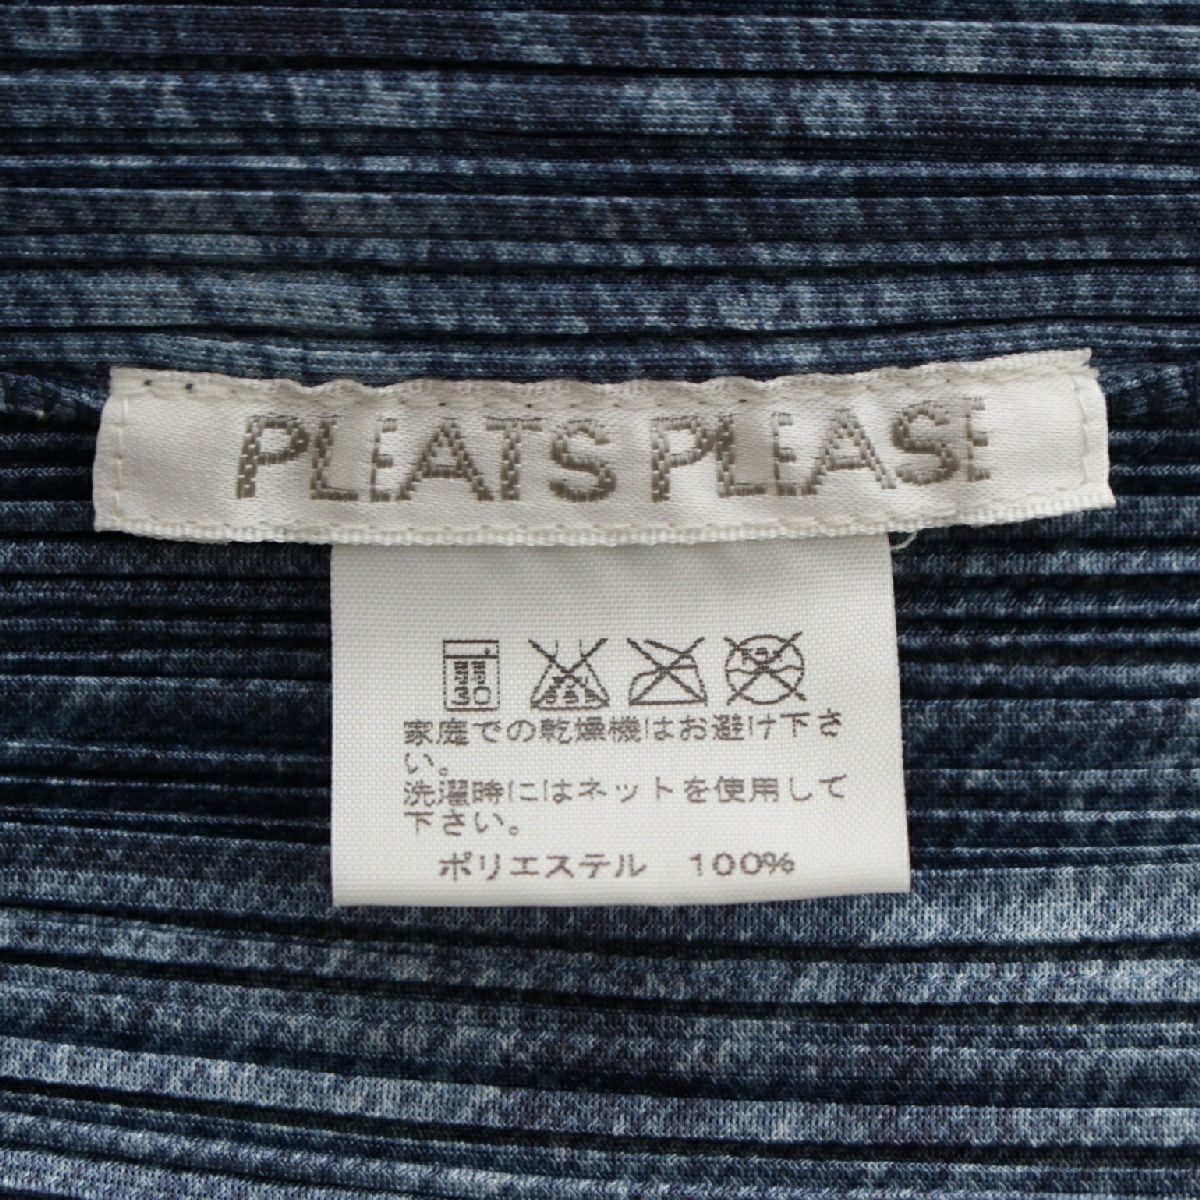 PLEATS PLEASE
家庭での乾燥機はお避け下さ
い。
洗濯時にはネットを使用して
下さい。
ポリエステル 100%